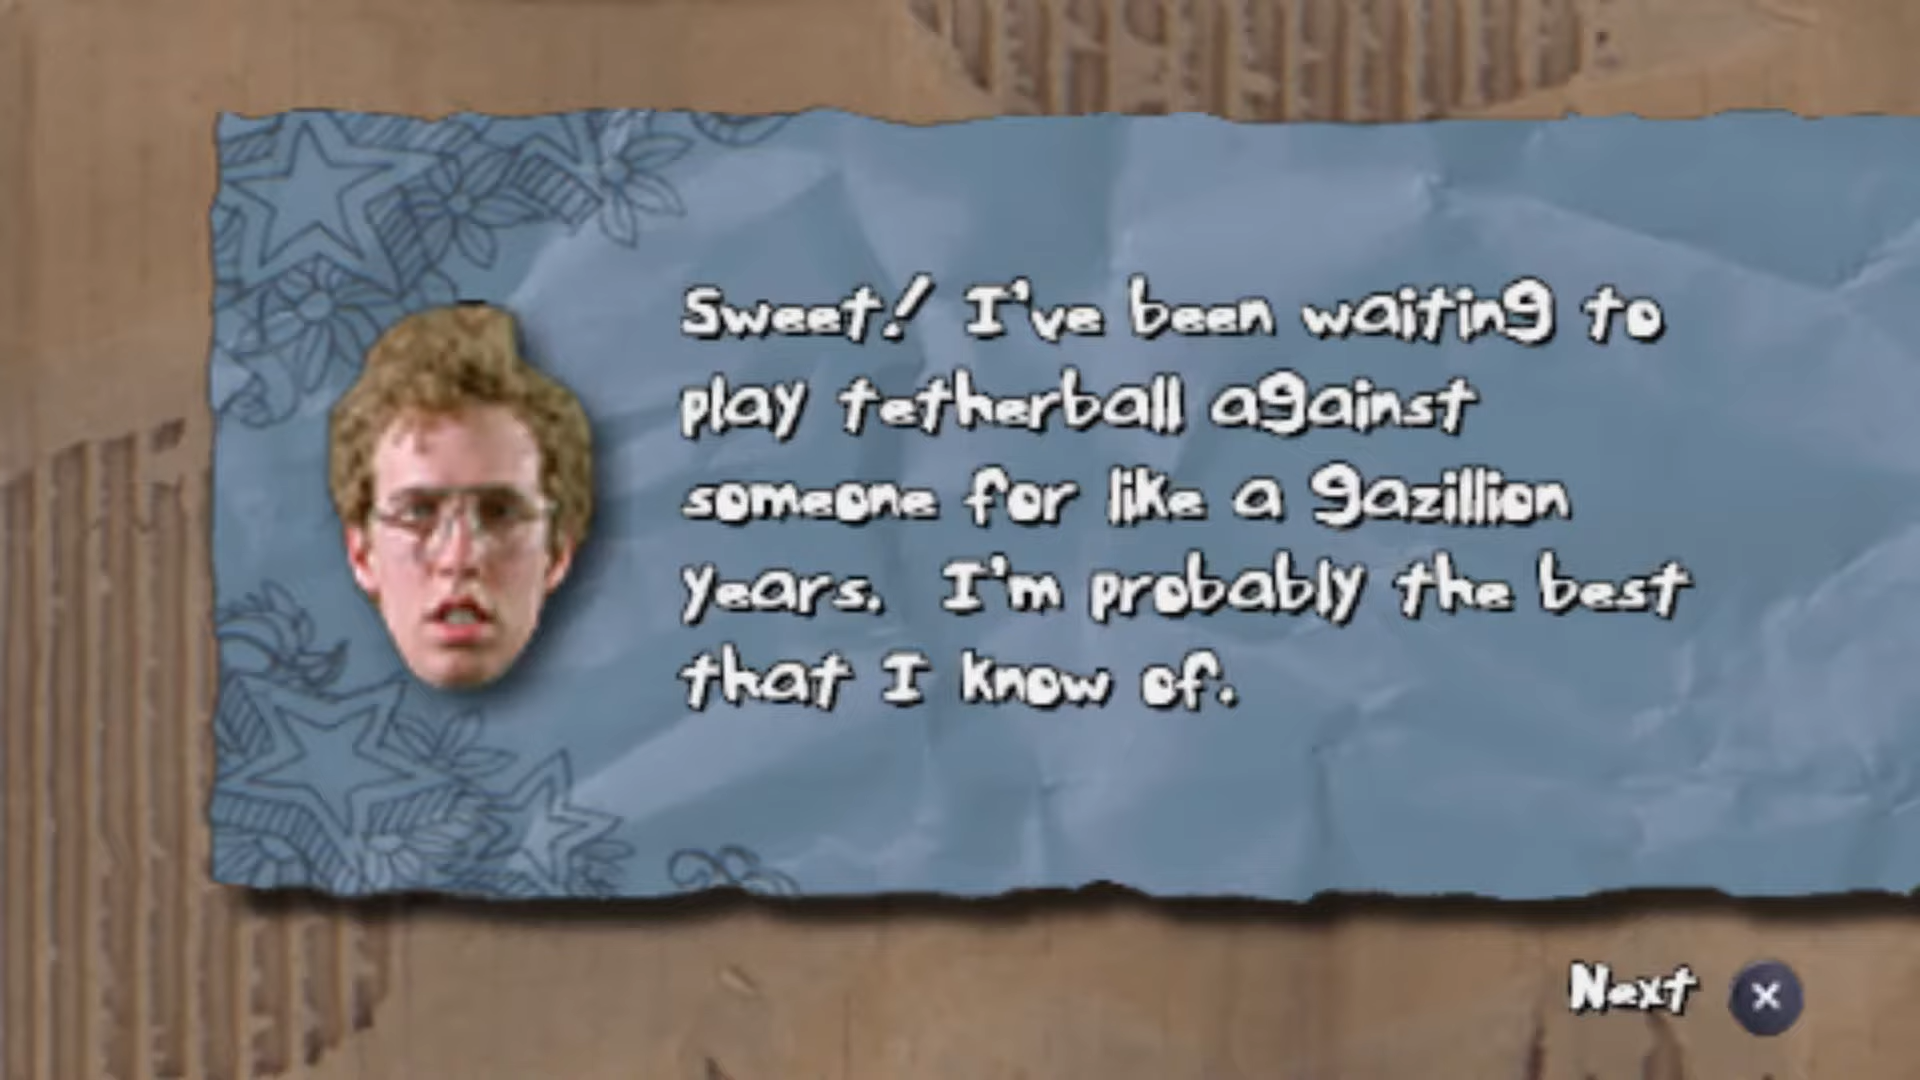 Sweet! I've been waiting to
play tetherball against
someone for like a gazillion
years. I'm probably the best
that I know of.
Next X